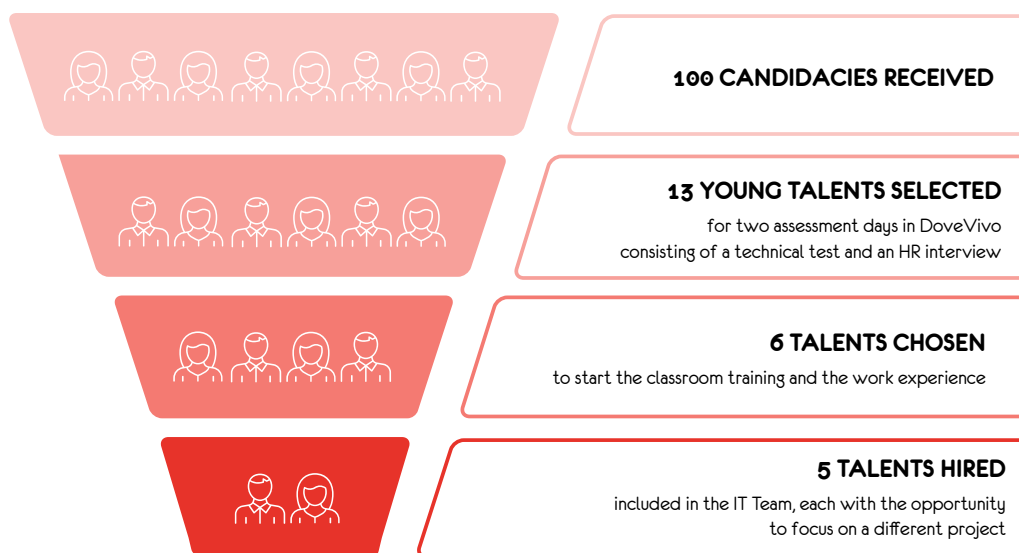 100 CANDIDACIES RECEIVED
13 YOUNG TALENTS SELECTED
for two assessment days in DoveVivo
consisting of a technical test and an HR interview
6 TALENTS CHOSEN
to start the classroom training and the work experience
5 TALENTS HIRED
included in the IT Team, each with the opportunity
to focus on a different project